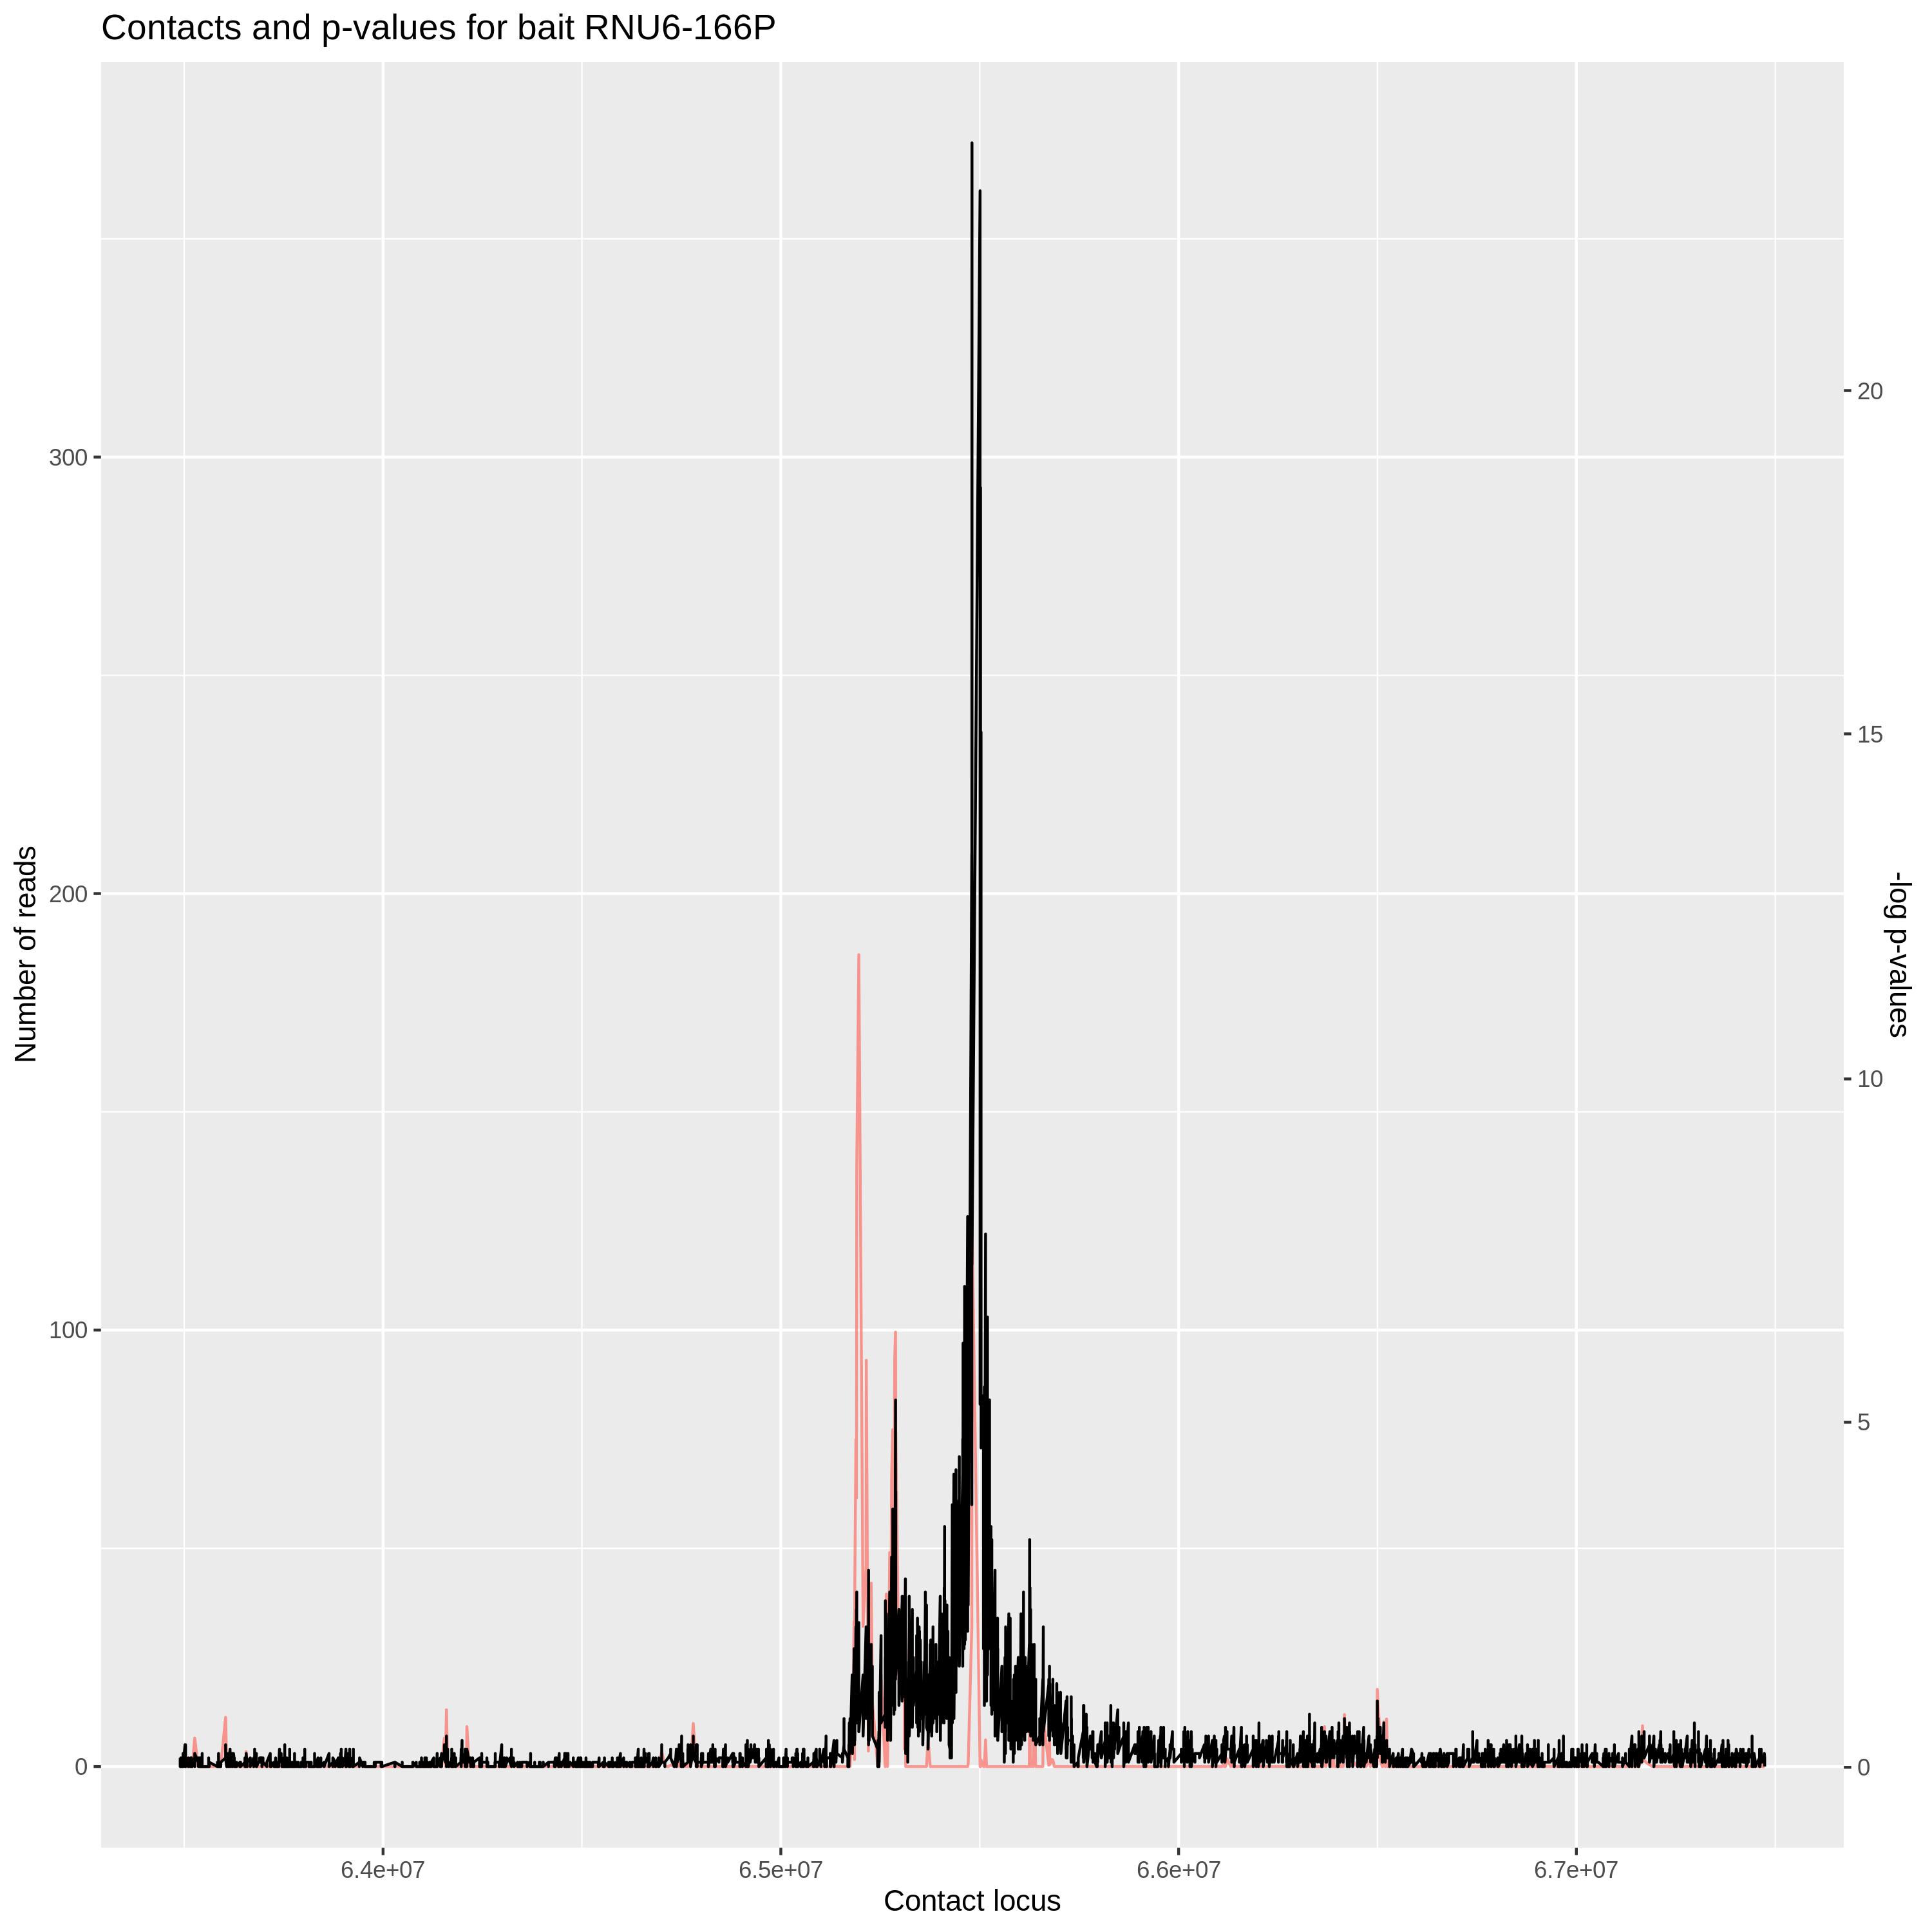 Contacts and p-values for bait RNU6-166P
Number of reads
300
200
100
0
20
15
10
5
0
-log p-values
6.4e+07
6.5e+07
6.6e+07
6.7e+07
Contact locus